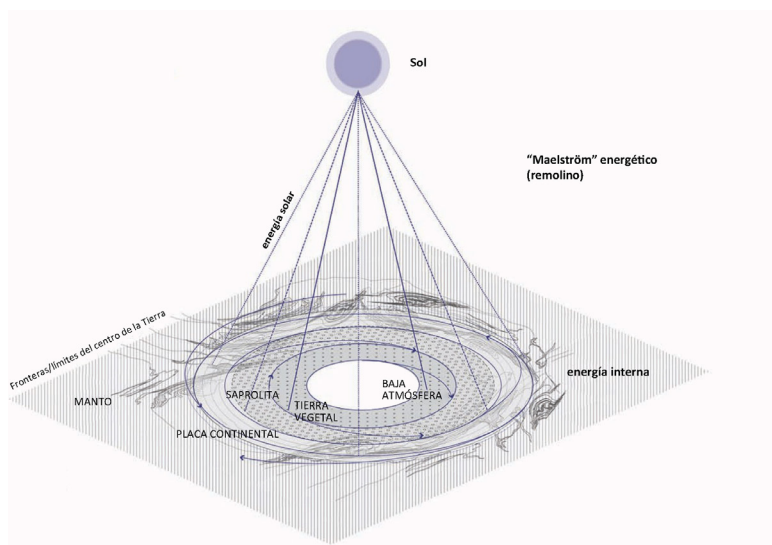 Sol
“Maelström” energético
(remolino)
energía solar
Fronteras/límites del centro de la Tierra
energía interna
MANTO
SAPROLITA
BAJA
ATMÓSFERA
TIERRA
VEGETAL
PLACA CONTINENTAL